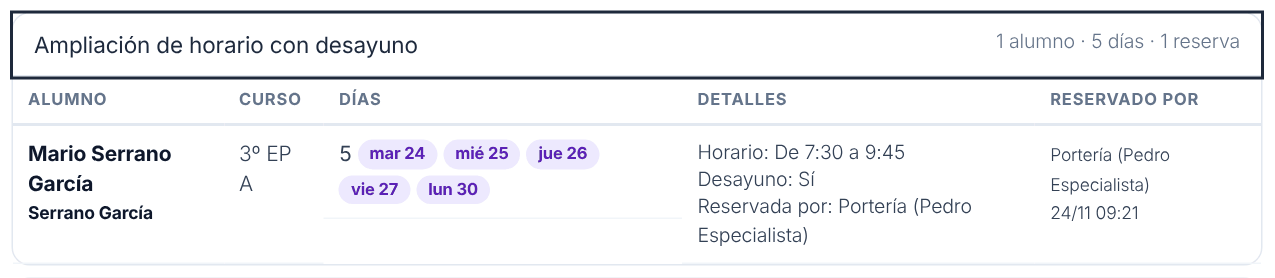 Ampliación de horario con desayuno
1 alumno · 5 días · 1 reserva
ALUMNO CURSO DÍAS DETALLES RESERVADO POR
Mario Serrano
García
Serrano García
3º EP
A
5 mar 24 mié 25 jue 26
vie 27 lun 30
Horario: De 7:30 a 9:45
Desayuno: Sí
Reservada por: Portería (Pedro
Especialista)
Portería (Pedro
Especialista)
24/11 09:21